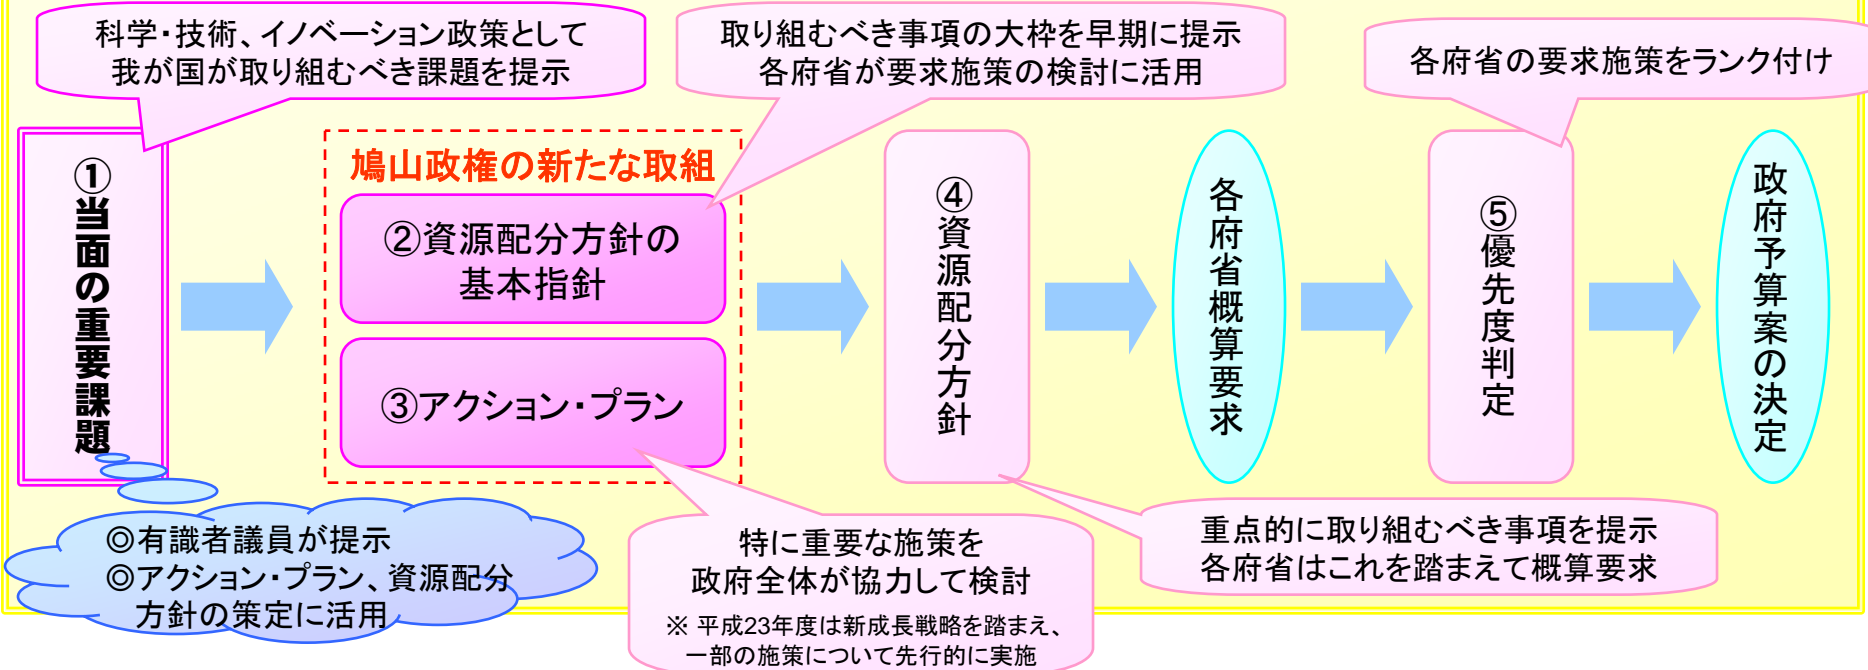 科学・技術、イノベーション政策として
我が国が取り組むべき課題を提示
取り組むべき事項の大枠を早期に提示
各府省が要求施策の検討に活用
各府省の要求施策をランク付け
①当面の重要課題
鳩山政権の新たな取組
②資源配分方針の
基本指針
③アクション・プラン
④資源配分方針
各府省概算要求
⑤優先度判定
政府予算案の決定
◎有識者議員が提示
◎アクション・プラン、資源配分
方針の策定に活用
特に重要な施策を
政府全体が協力して検討
※ 平成23年度は新成長戦略を踏まえ、
一部の施策について先行的に実施
重点的に取り組むべき事項を提示
各府省はこれを踏まえて概算要求